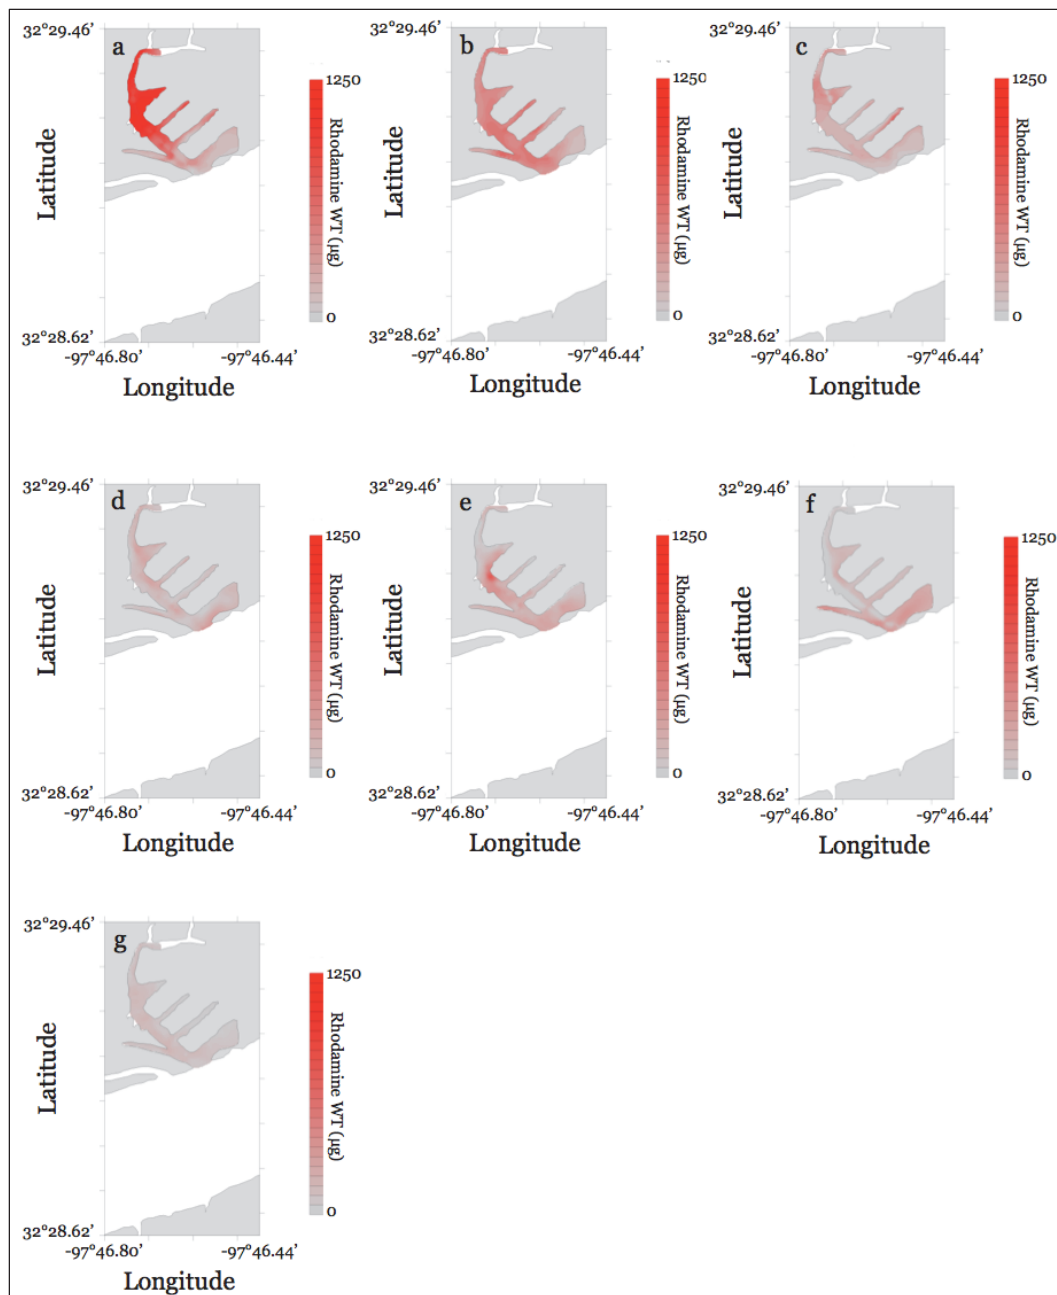 32°29.46'
a
1250
Latitude
Rhodamine WT (µg)
0
32°28.62'
-97°46.80'
-97°46.44'
Longitude
32°29.46'
b
1250
Latitude
Rhodamine WT (µg)
0
32°28.62'
-97°46.80'
-97°46.44'
Longitude
32°29.46'
c
1250
Latitude
Rhodamine WT (µg)
0
32°28.62'
-97°46.80'
-97°46.44'
Longitude
32°29.46'
d
1250
Latitude
Rhodamine WT (µg)
0
32°28.62'
-97°46.80'
-97°46.44'
Longitude
32°29.46'
e
1250
Latitude
Rhodamine WT (µg)
0
32°28.62'
-97°46.80'
-97°46.44'
Longitude
32°29.46'
f
1250
Latitude
Rhodamine WT (µg)
0
32°28.62'
-97°46.80'
-97°46.44'
Longitude
32°29.46'
g
1250
Latitude
Rhodamine WT (µg)
0
32°28.62'
-97°46.80'
-97°46.44'
Longitude